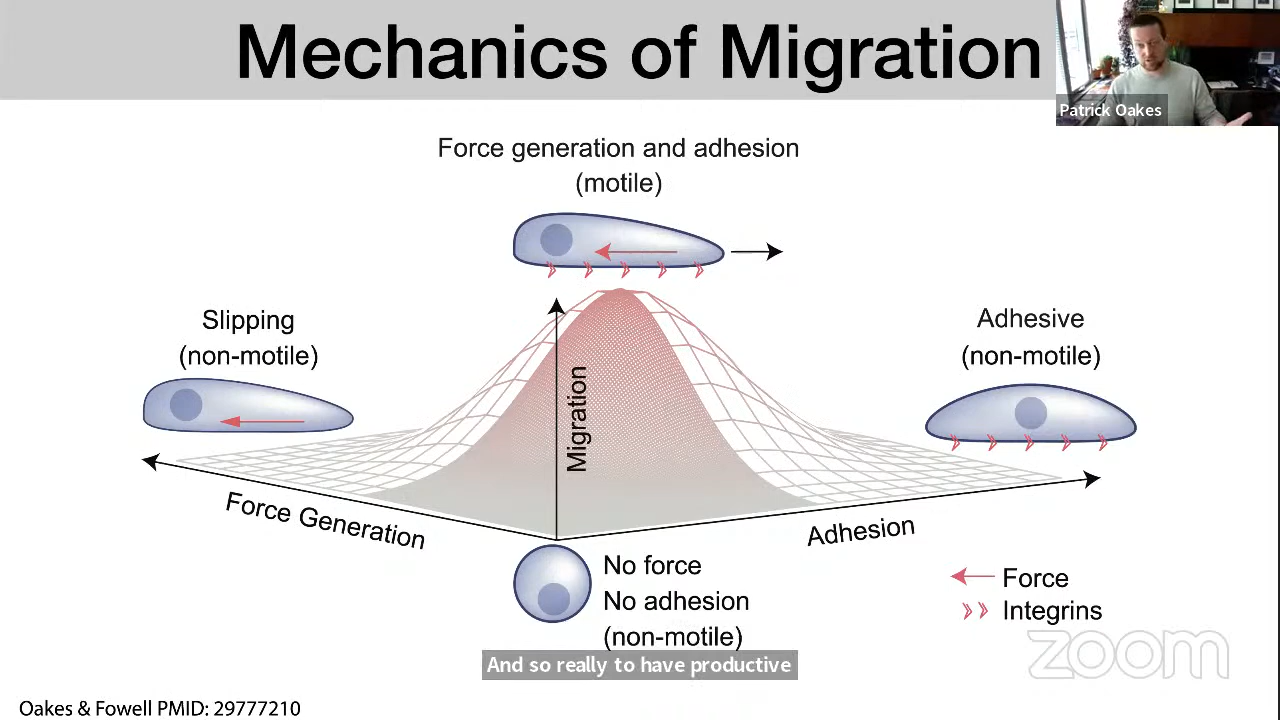 Mechanics of Migration
Patrick Oakes
Force generation and adhesion
(motile)
Slipping
(non-motile)
Adhesive
(non-motile)
Migration
Force Generation
Adhesion
No force
No adhesion
(non-motile)
Force
Integrins
zoom
And so really to have productive
Oakes & Fowell PMID: 29777210